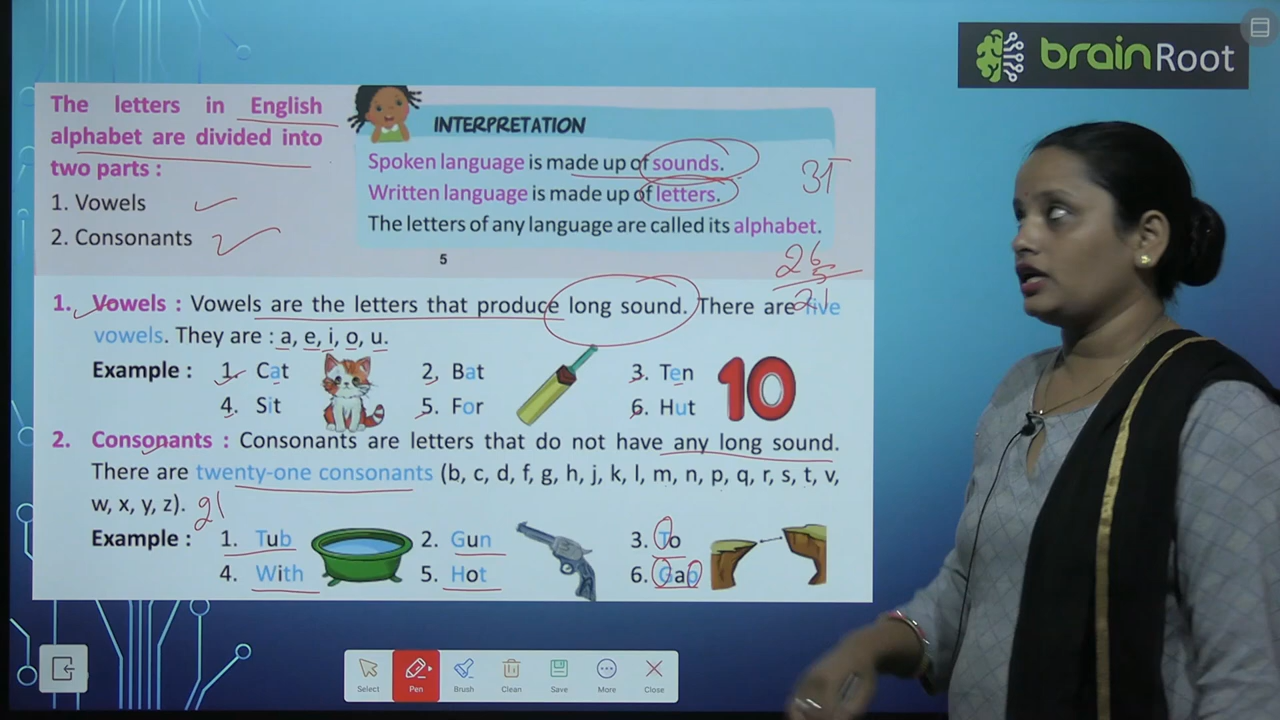 brainRoot
The letters in English
alphabet are divided into
two parts :
1. Vowels
2. Consonants
INTERPRETATION
Spoken language is made up of sounds.
Written language is made up of letters.
The letters of any language are called its alphabet.
5
26
5
21
1. Vowels : Vowels are the letters that produce long sound. There are five
vowels. They are : a, e, i, o, u.
Example : 1. Cat 2. Bat 3. Ten 10
4. Sit 5. For 6. Hut
2. Consonants : Consonants are letters that do not have any long sound.
There are twenty-one consonants (b, c, d, f, g, h, j, k, l, m, n, p, q, r, s, t, v,
w, x, y, z). 21
Example : 1. Tub 2. Gun 3. To
4. With 5. Hot 6. Gap
Select Pen Brush Clean Save More Close